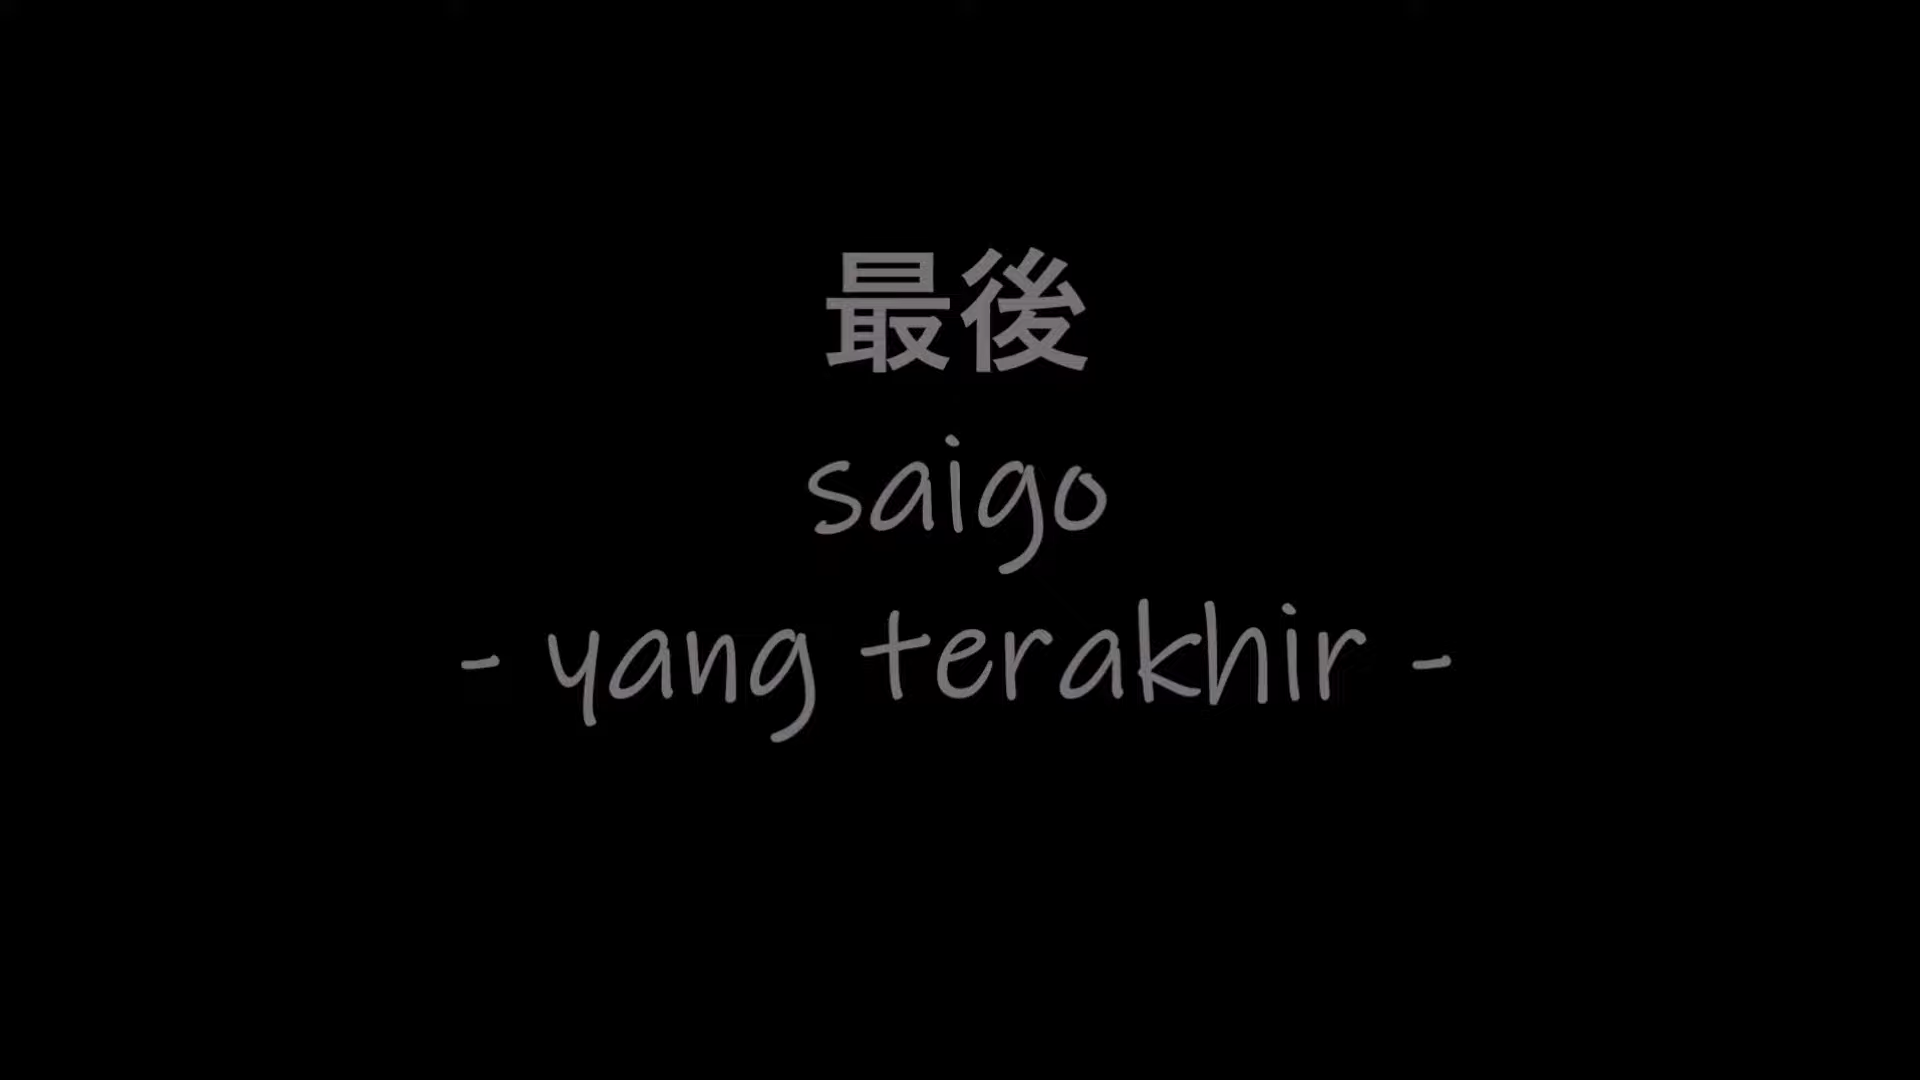 最後
saigo
- yang terakhir -